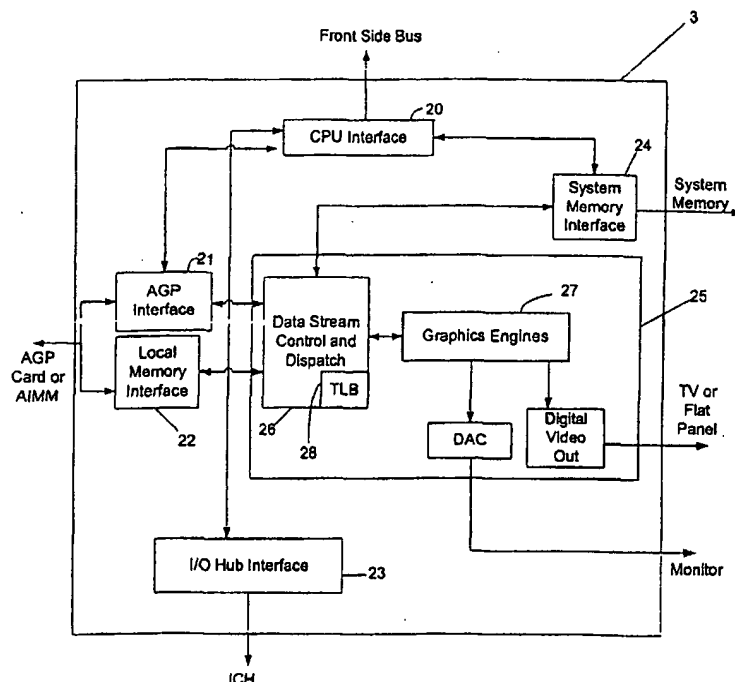 Front Side Bus
3
20
CPU Interface
24
System
Memory
Interface
System
Memory
21
AGP
Interface
27
25
Data Stream
Control and
Dispatch
Graphics Engines
AGP
Card or
AIMM
Local
Memory
Interface
TLB
22
26
28
TV or
Flat
Panel
DAC
Digital
Video
Out
I/O Hub Interface
23
Monitor
ICH